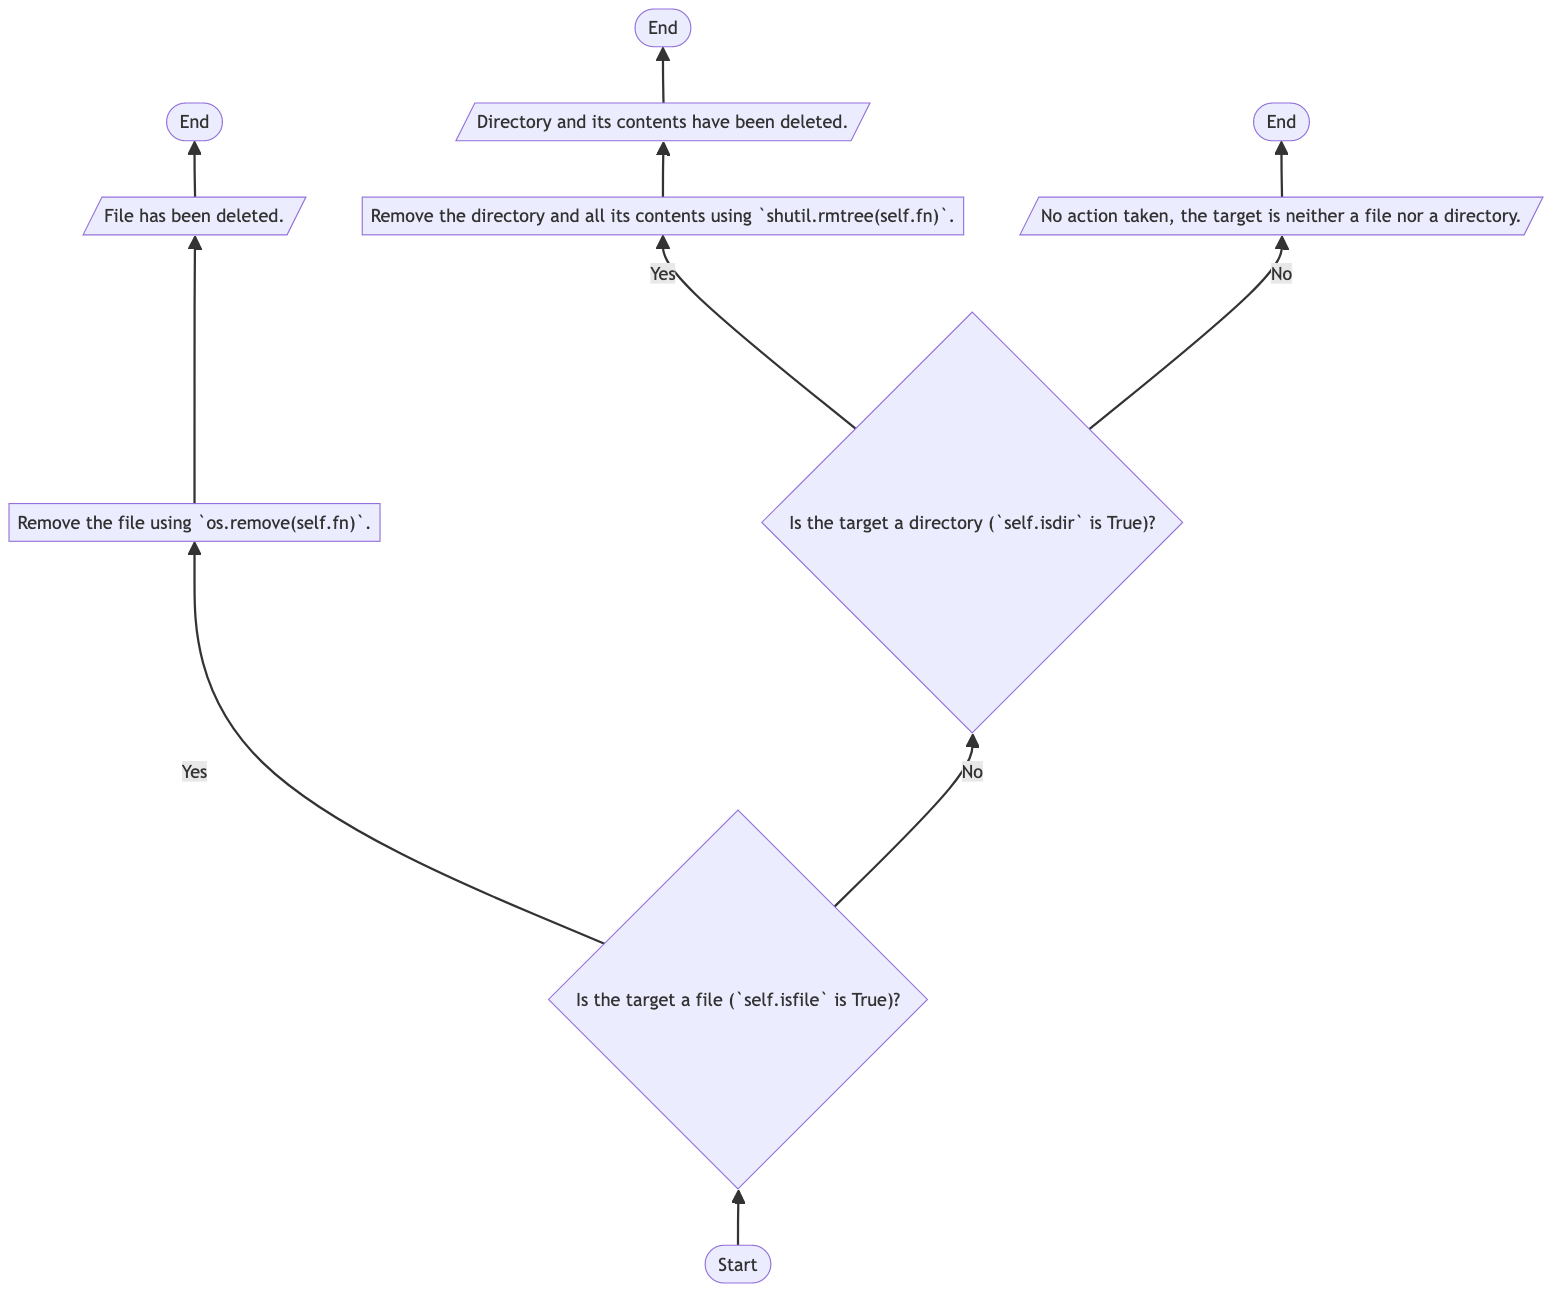 End
End
Directory and its contents have been deleted.
End
File has been deleted.
Remove the directory and all its contents using `shutil.rmtree(self.fn)`.
No action taken, the target is neither a file nor a directory.
Yes
No
Remove the file using `os.remove(self.fn)`.
Is the target a directory (`self.isdir` is True)?
Yes
No
Is the target a file (`self.isfile` is True)?
Start